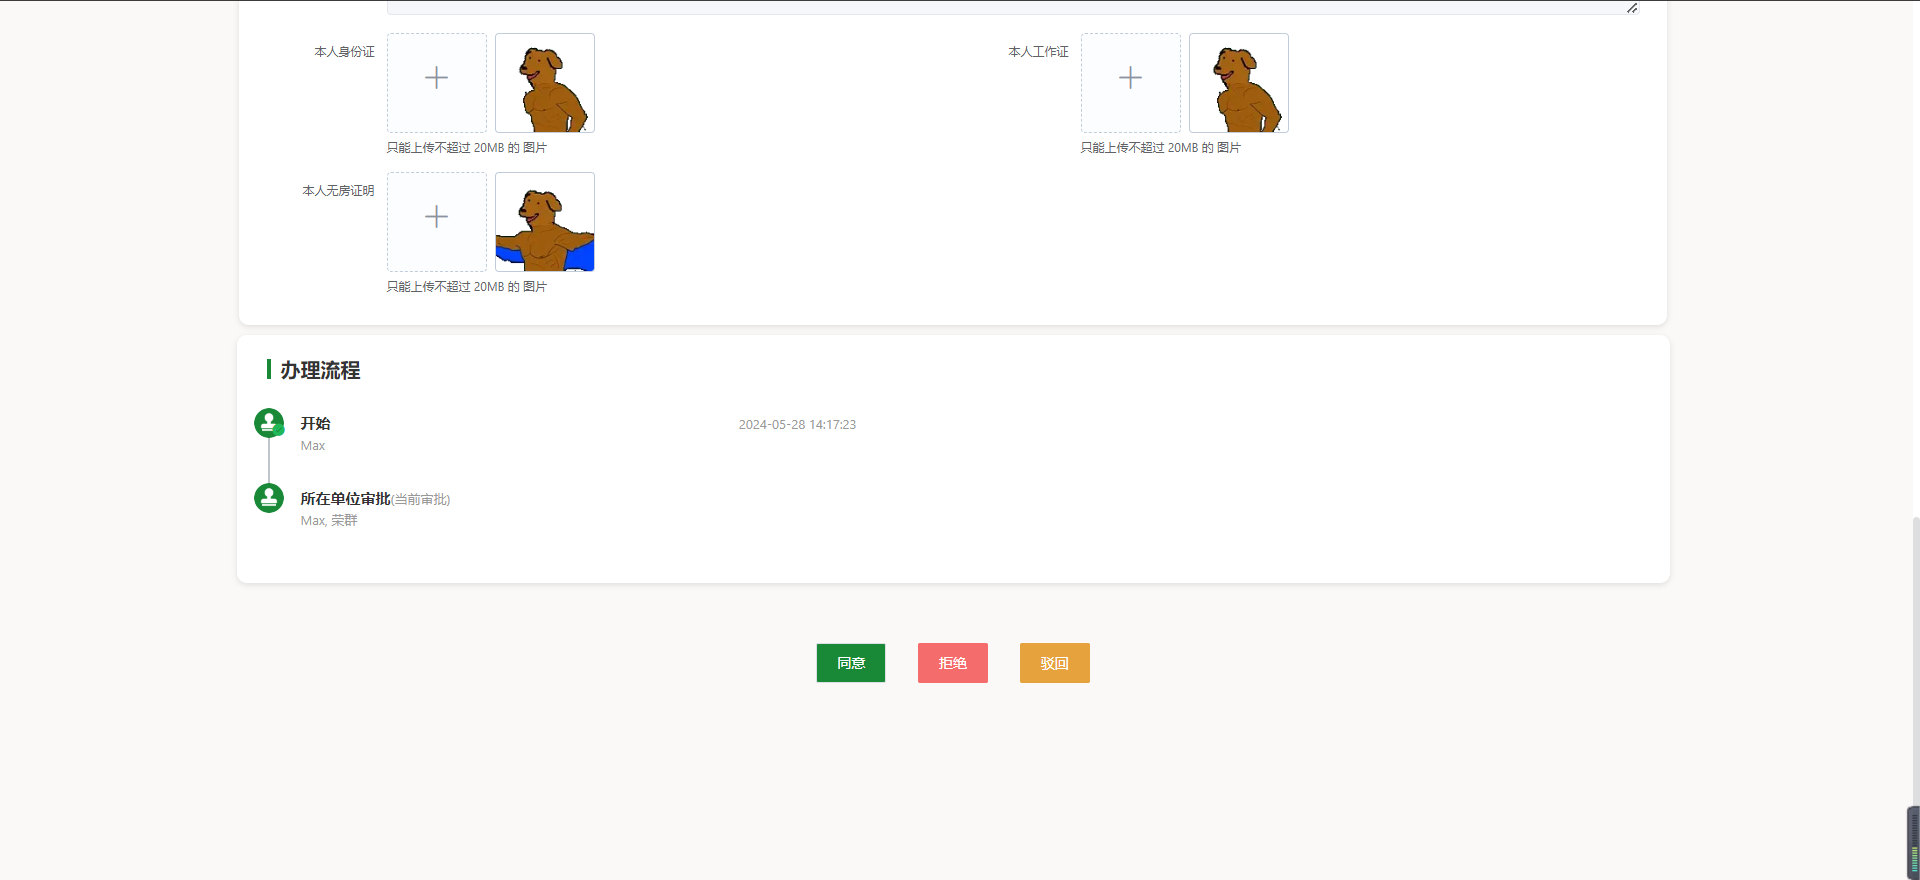 本人身份证
本人工作证
只能上传不超过 20MB 的 图片
只能上传不超过 20MB 的 图片
本人无房证明
只能上传不超过 20MB 的 图片
办理流程
开始
2024-05-28 14:17:23
Max
所在单位审批(当前审批)
Max, 荣群
同意
拒绝
驳回